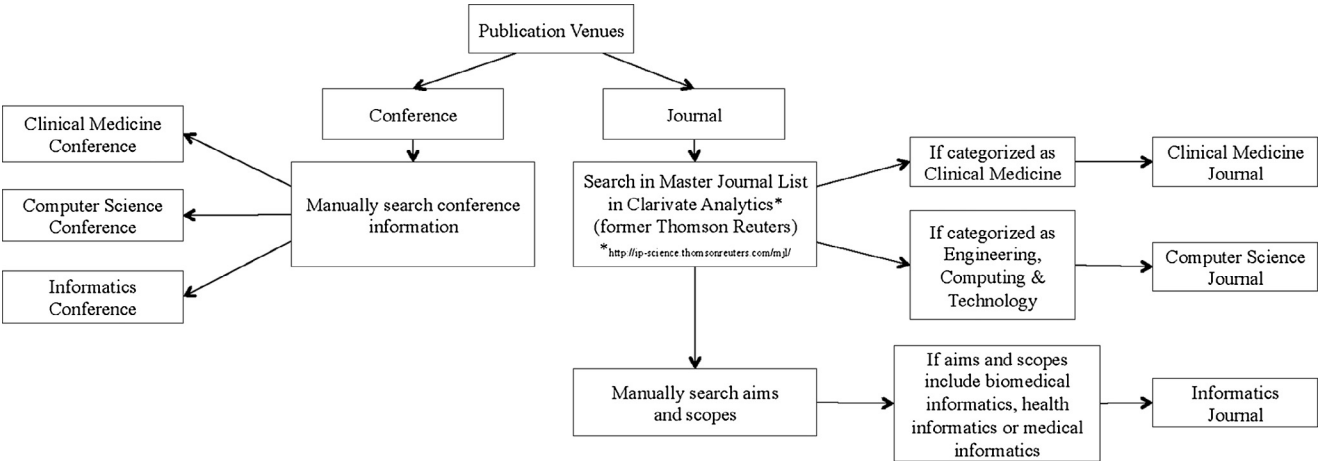 Publication Venues
Conference
Journal
Clinical Medicine
Conference
Computer Science
Conference
Informatics
Conference
Manually search conference
information
Search in Master Journal List
in Clarivate Analytics*
(former Thomson Reuters)
*http://ip-science.thomsonreuters.com/mjl/
If categorized as
Clinical Medicine
Clinical Medicine
Journal
If categorized as
Engineering,
Computing &
Technology
Computer Science
Journal
Manually search aims
and scopes
If aims and scopes
include biomedical
informatics, health
informatics or medical
informatics
Informatics
Journal